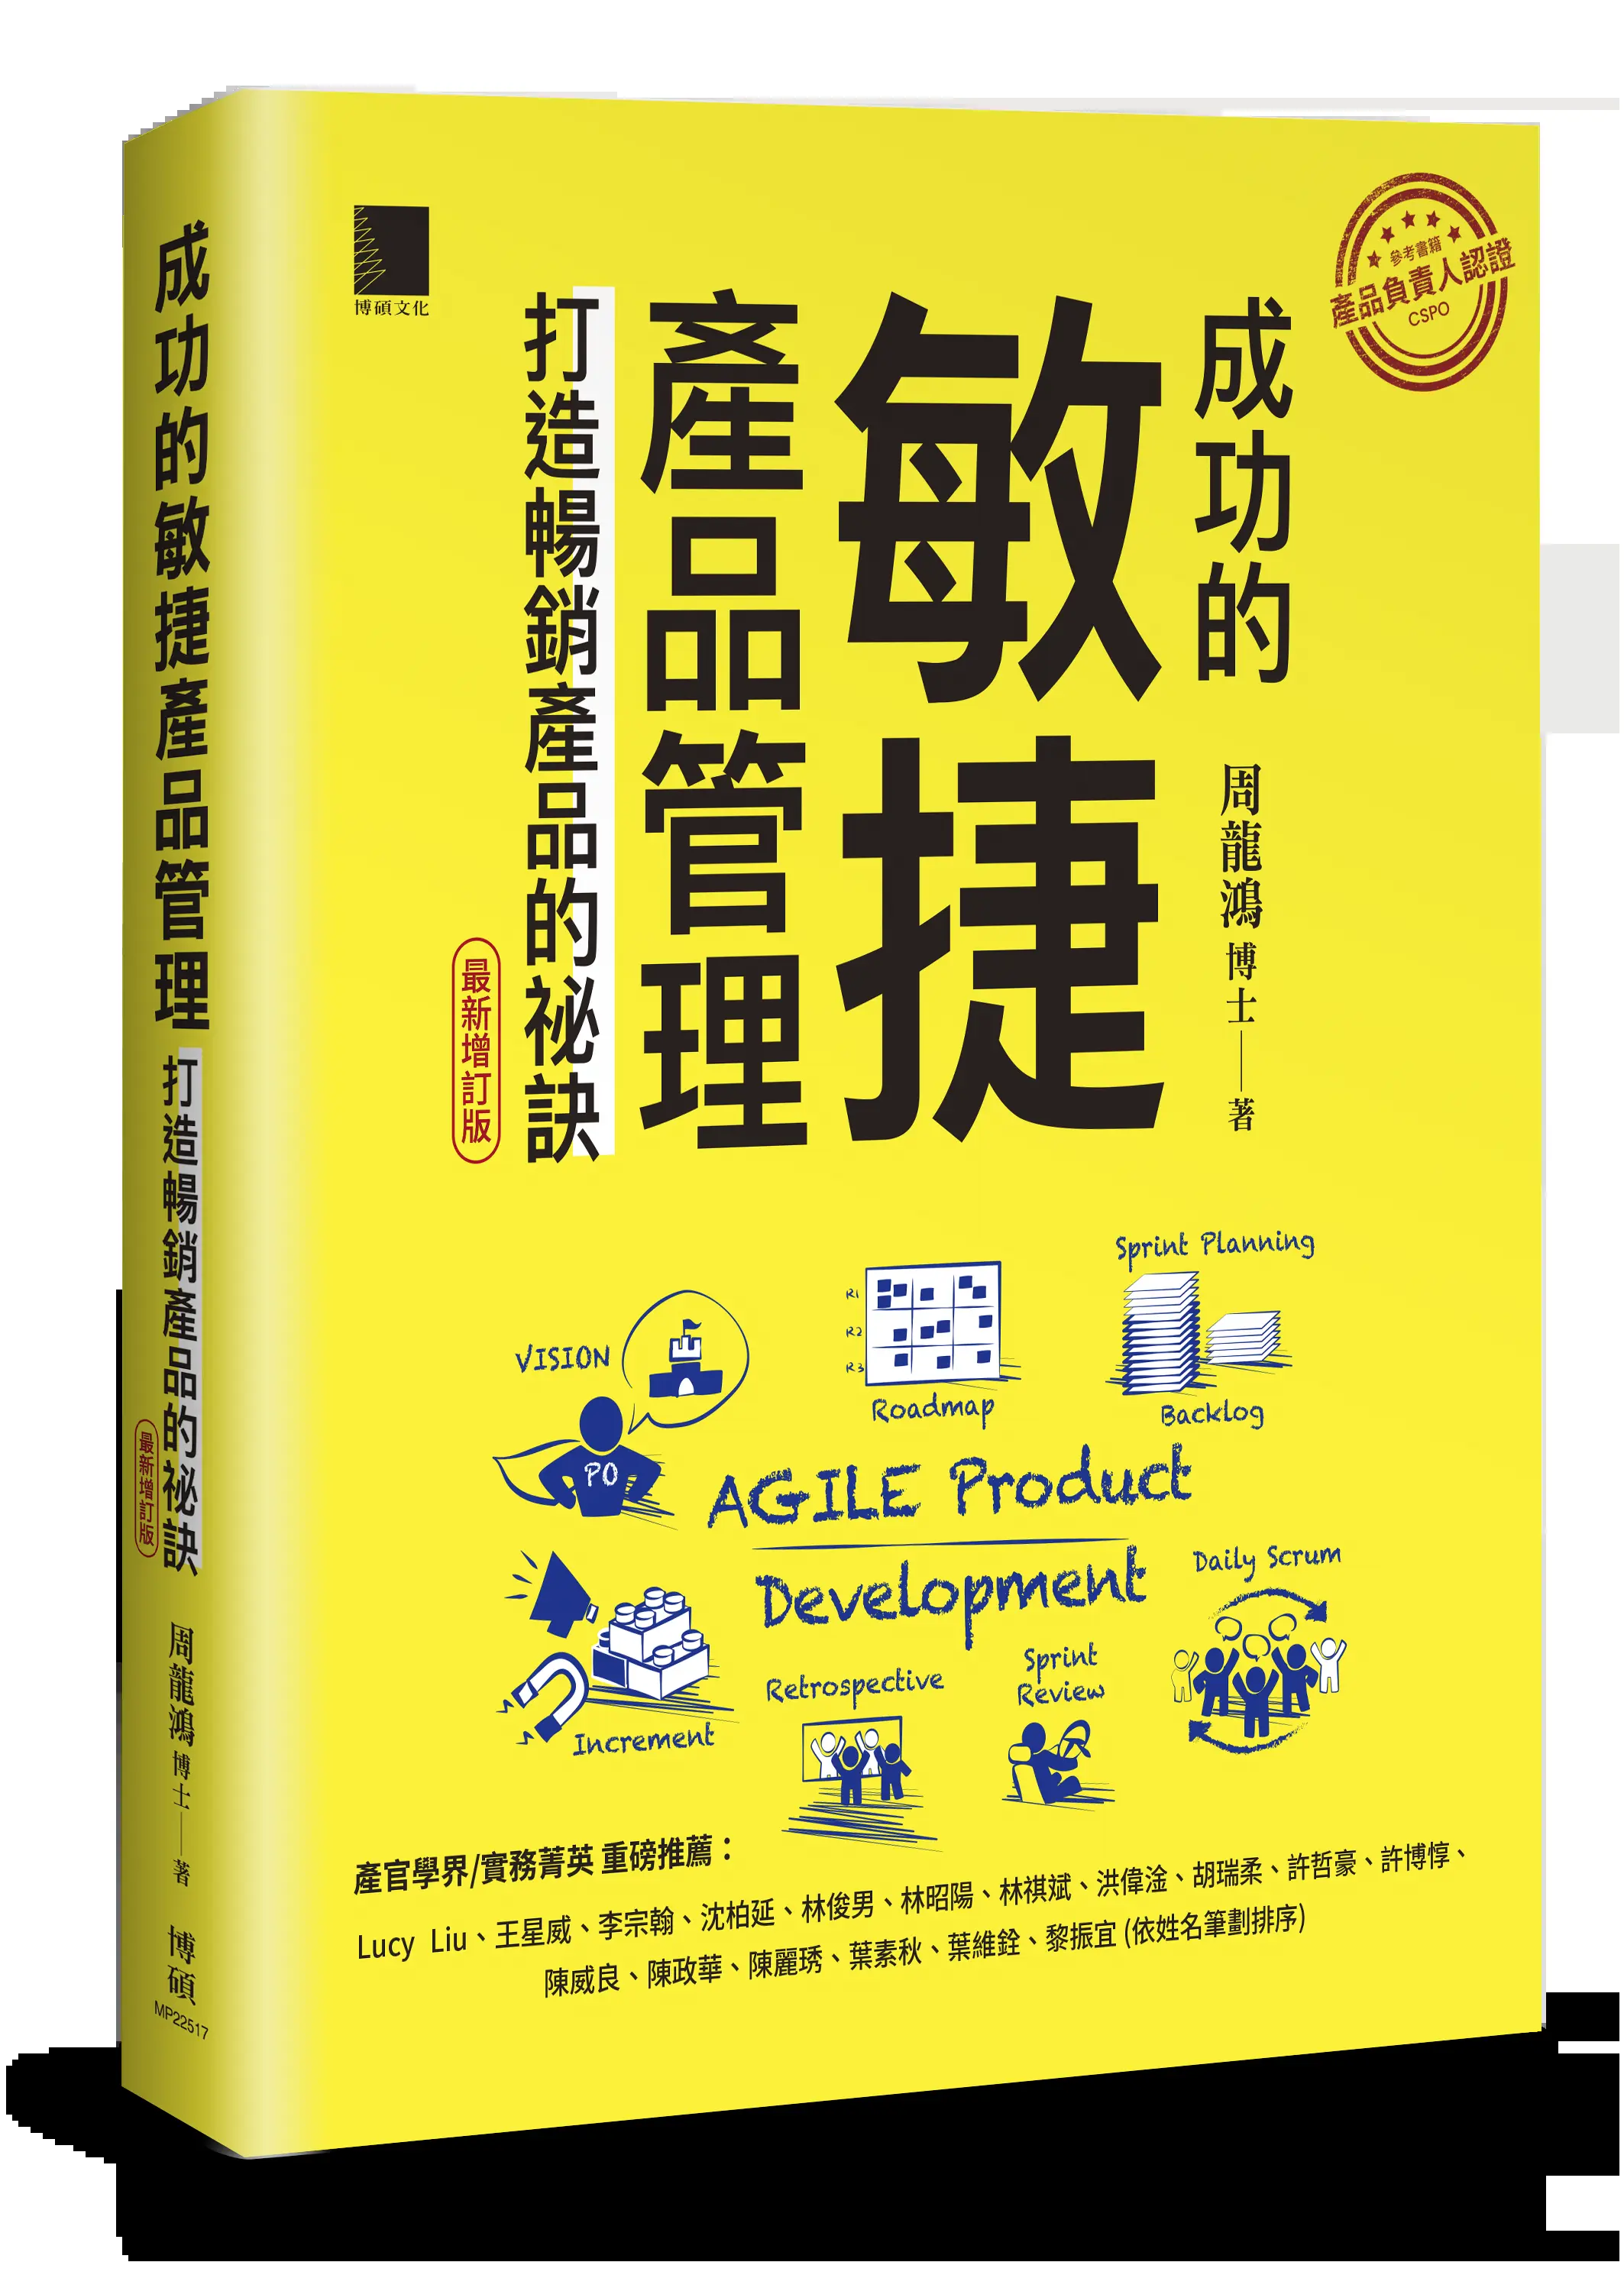 成功的敏捷產品管理
打造暢銷產品的祕訣
最新增訂版
周龍鴻 博士 著
博碩
MP22517
博碩文化
參考書籍
產品負責人認證
CSPO
成功的
敏捷
產品管理
打造暢銷產品的祕訣
最新增訂版
周龍鴻 博士 著
VISION
PO
R1
R2
R3
Roadmap
Sprint Planning
Backlog
AGILE Product
Development
Daily Scrum
Increment
Retrospective
Sprint
Review
產官學界/實務菁英 重磅推薦：
Lucy Liu、王星威、李宗翰、沈柏延、林俊男、林昭陽、林祺斌、洪偉淦、胡瑞柔、許哲豪、許博惇、
陳威良、陳政華、陳麗琇、葉素秋、葉維銓、黎振宜 (依姓名筆劃排序)